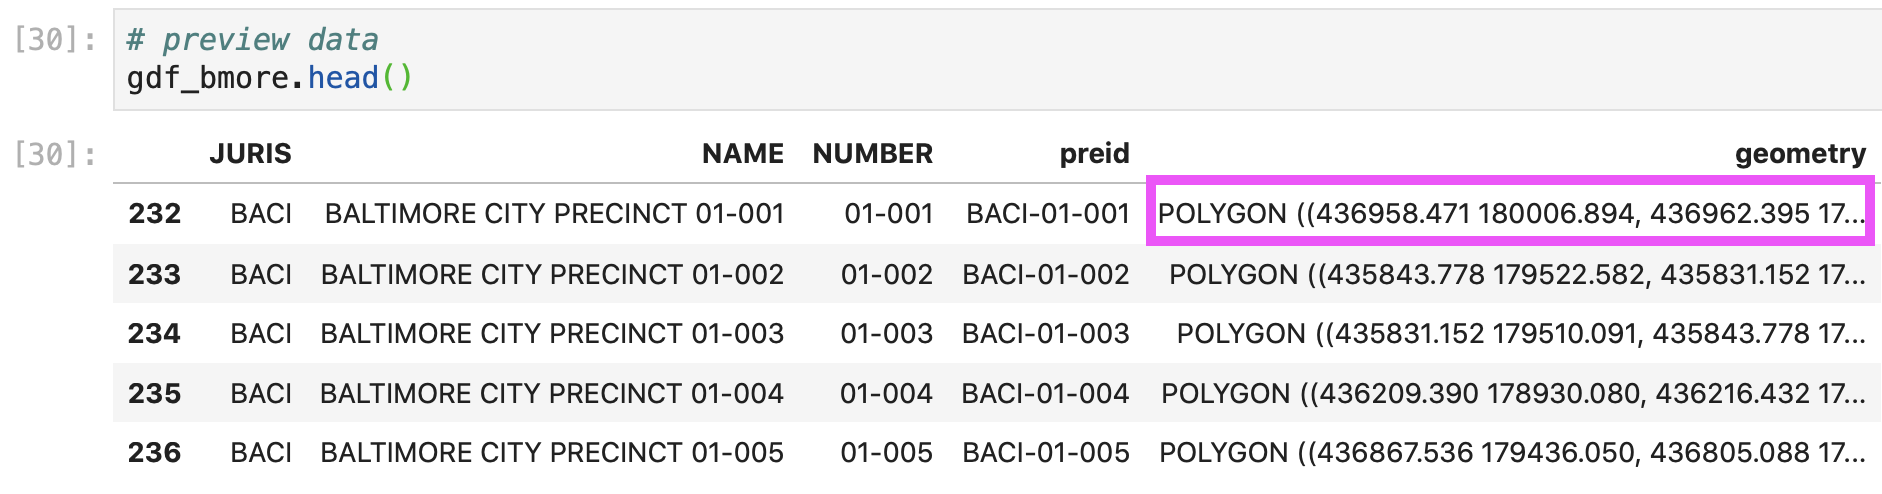 [30]: # preview data
gdf_bmore.head()
[30]: JURIS NAME NUMBER preid geometry
232 BACI BALTIMORE CITY PRECINCT 01-001 01-001 BACI-01-001 POLYGON ((436958.471 180006.894, 436962.395 17...
233 BACI BALTIMORE CITY PRECINCT 01-002 01-002 BACI-01-002 POLYGON ((435843.778 179522.582, 435831.152 17...
234 BACI BALTIMORE CITY PRECINCT 01-003 01-003 BACI-01-003 POLYGON ((435831.152 179510.091, 435843.778 17...
235 BACI BALTIMORE CITY PRECINCT 01-004 01-004 BACI-01-004 POLYGON ((436209.390 178930.080, 436216.432 17...
236 BACI BALTIMORE CITY PRECINCT 01-005 01-005 BACI-01-005 POLYGON ((436867.536 179436.050, 436805.088 17...